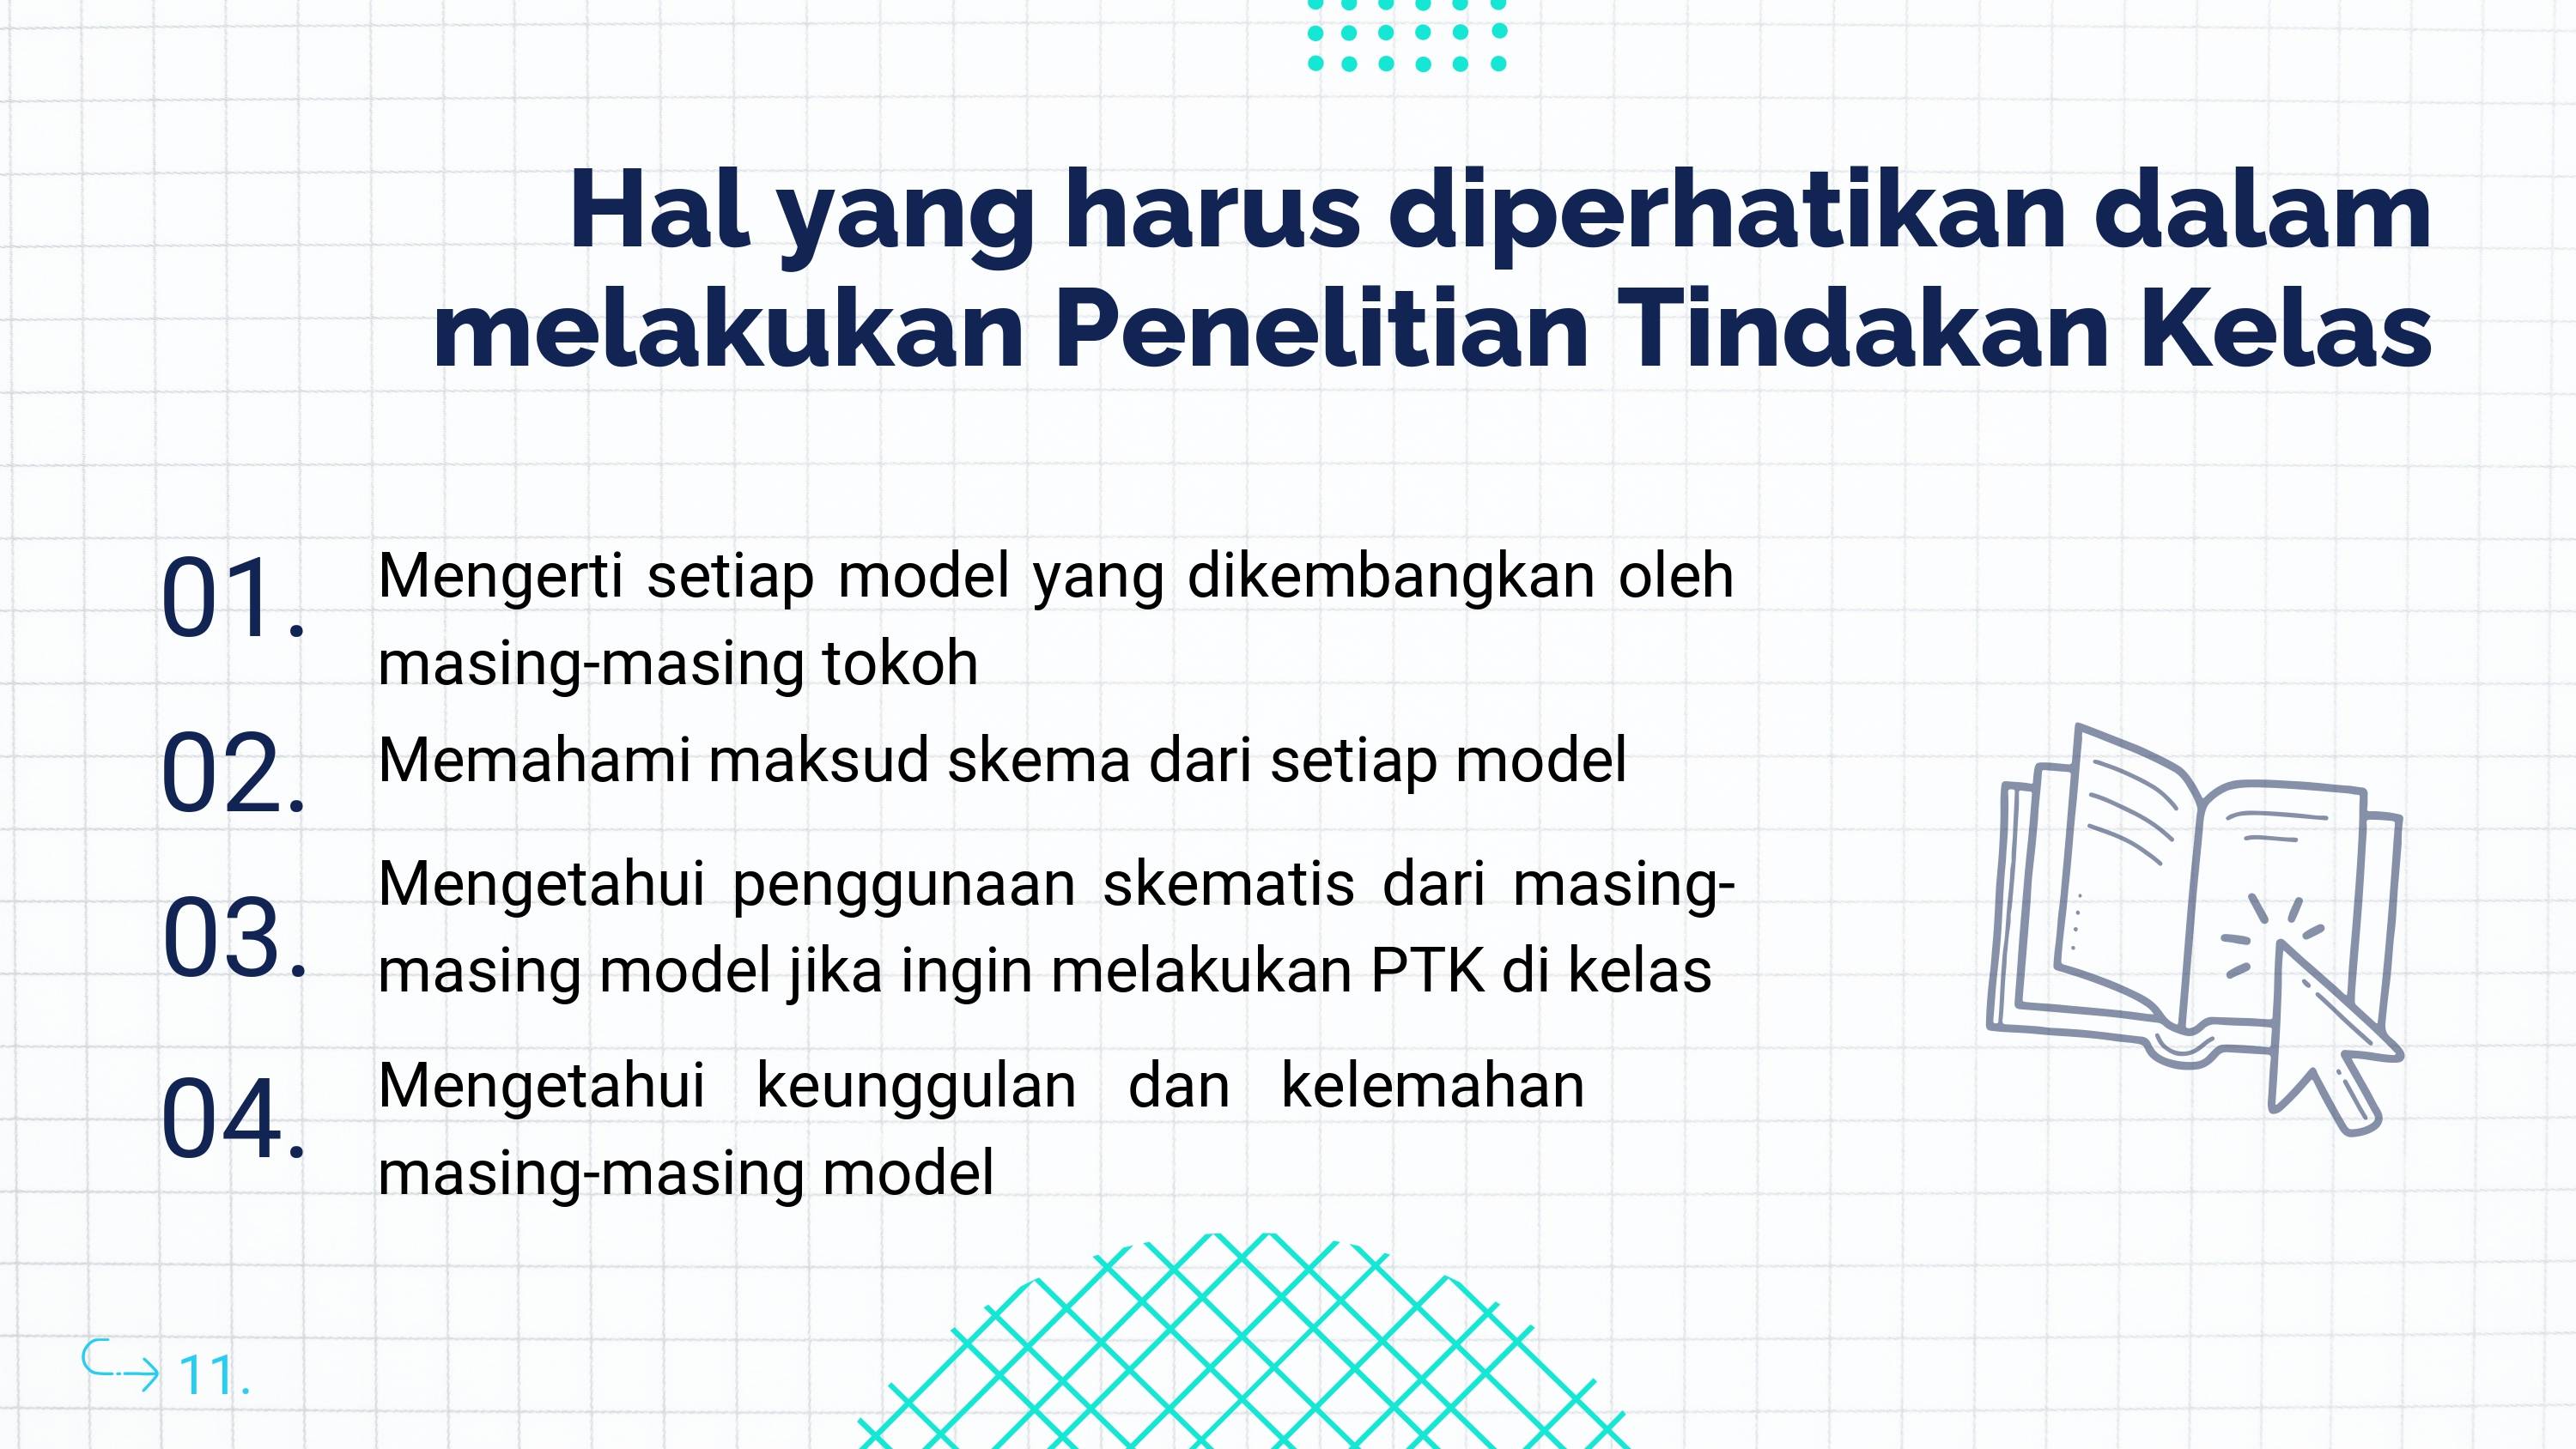 Hal yang harus diperhatikan dalam
melakukan Penelitian Tindakan Kelas
01.
Mengerti setiap model yang dikembangkan oleh
masing-masing tokoh
02.
Memahami maksud skema dari setiap model
03.
Mengetahui penggunaan skematis dari masing-
masing model jika ingin melakukan PTK di kelas
04.
Mengetahui keunggulan dan kelemahan
masing-masing model
11.